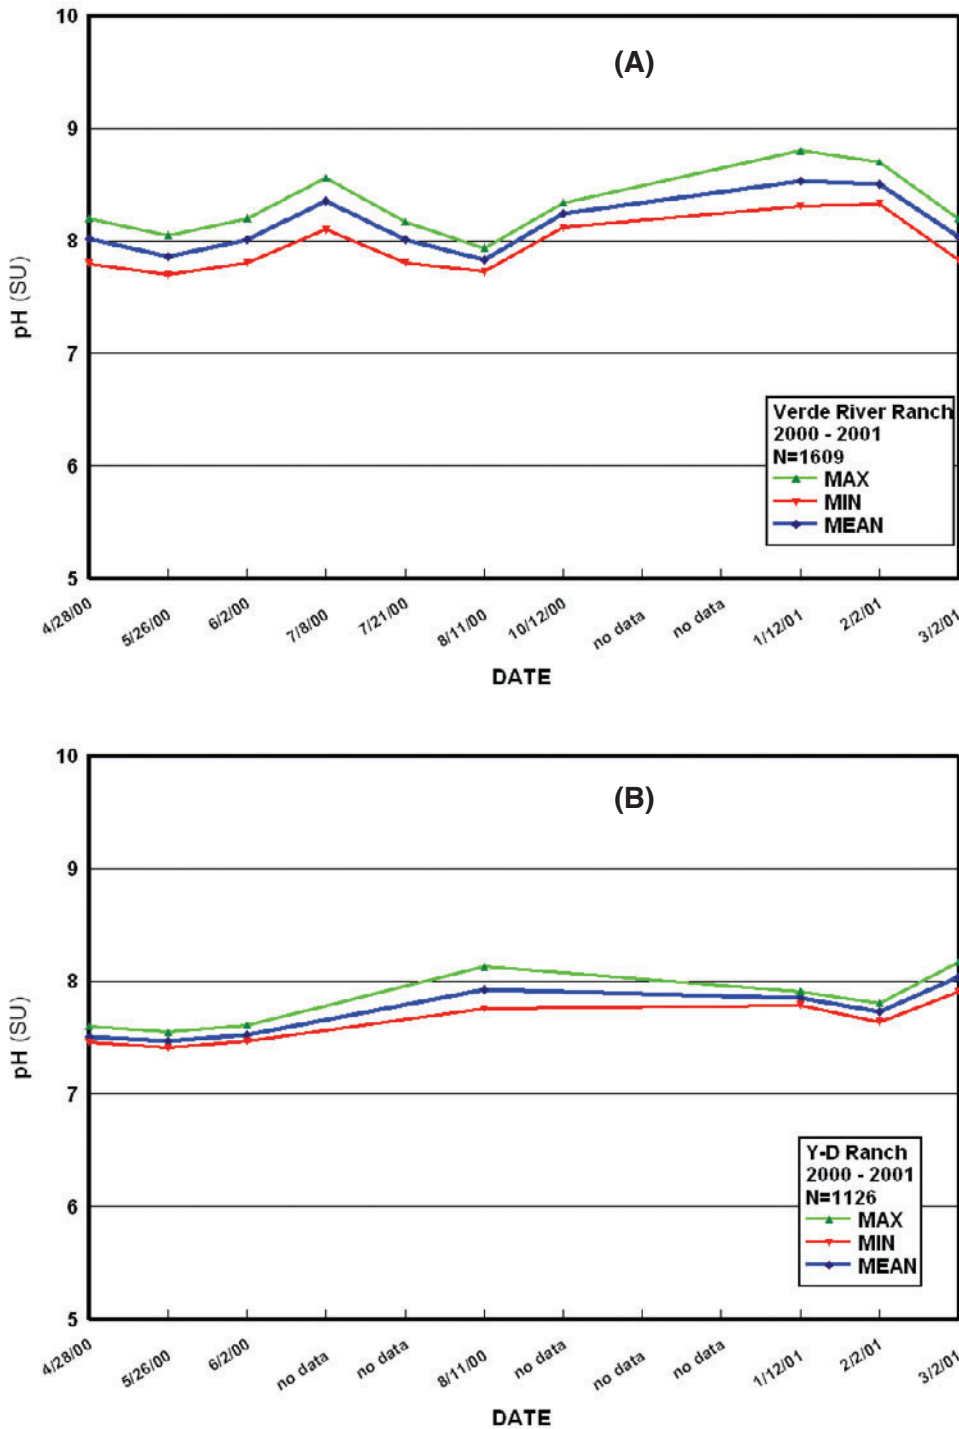 (A)
10
9
8
7
6
5
pH (SU)
Verde River Ranch
2000 - 2001
N=1609
MAX
MIN
MEAN
4/28/00
5/26/00
6/2/00
7/8/00
7/21/00
8/11/00
10/12/00
no data
no data
1/12/01
2/2/01
3/2/01
DATE
(B)
10
9
8
7
6
5
pH (SU)
Y-D Ranch
2000 - 2001
N=1126
MAX
MIN
MEAN
4/28/00
5/26/00
6/2/00
no data
no data
8/11/00
no data
no data
no data
1/12/01
2/2/01
3/2/01
DATE